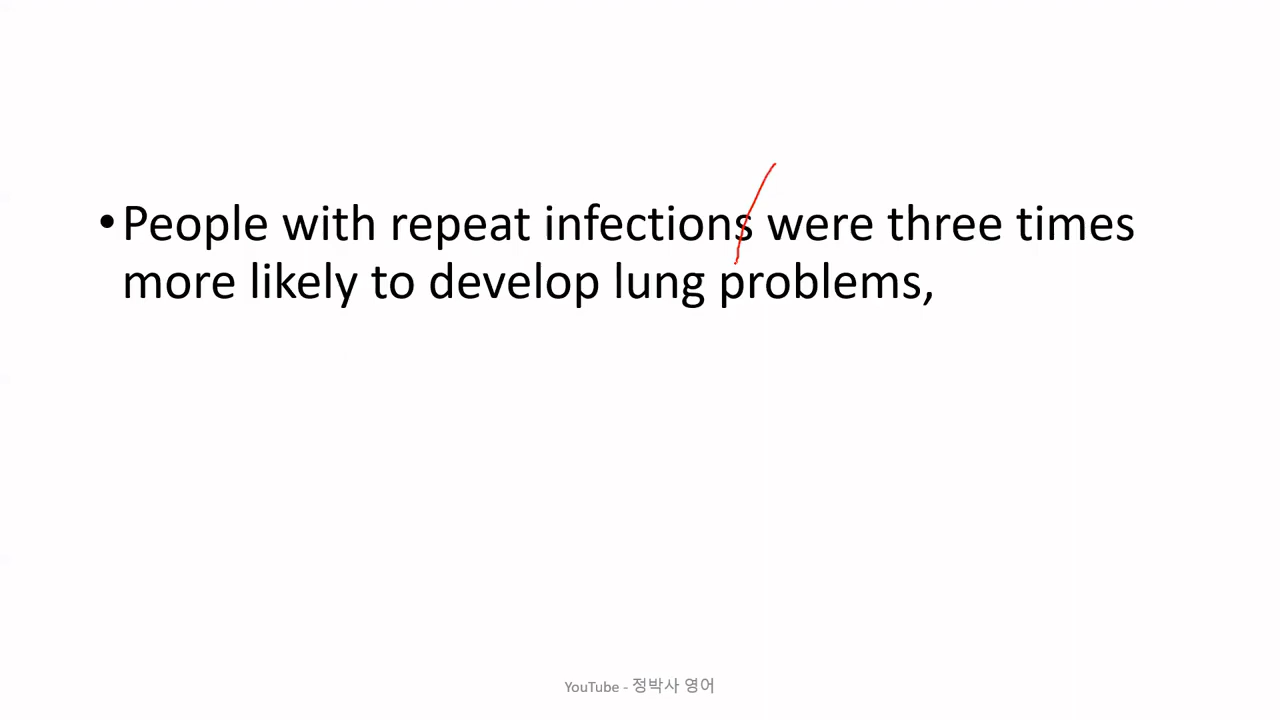 •People with repeat infections were three times
more likely to develop lung problems,
YouTube - 정박사 영어